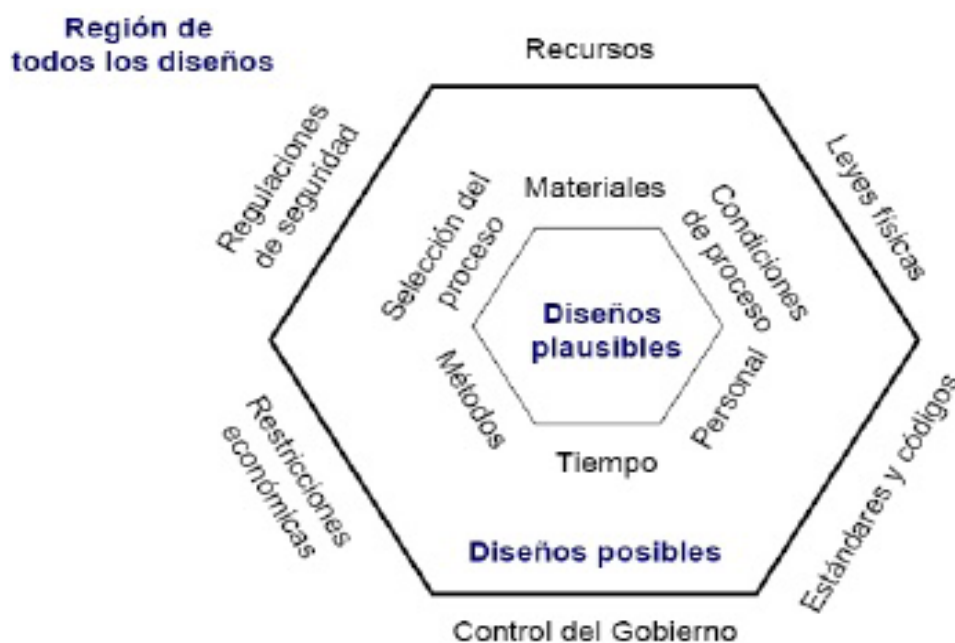 Región de
todos los diseños
Recursos
Regulaciones
de seguridad
Leyes físicas
Materiales
Selección del
proceso
Condiciones
de proceso
Diseños
plausibles
Métodos
Personal
Tiempo
Restricciones
económicas
Estándares y códigos
Diseños posibles
Control del Gobierno